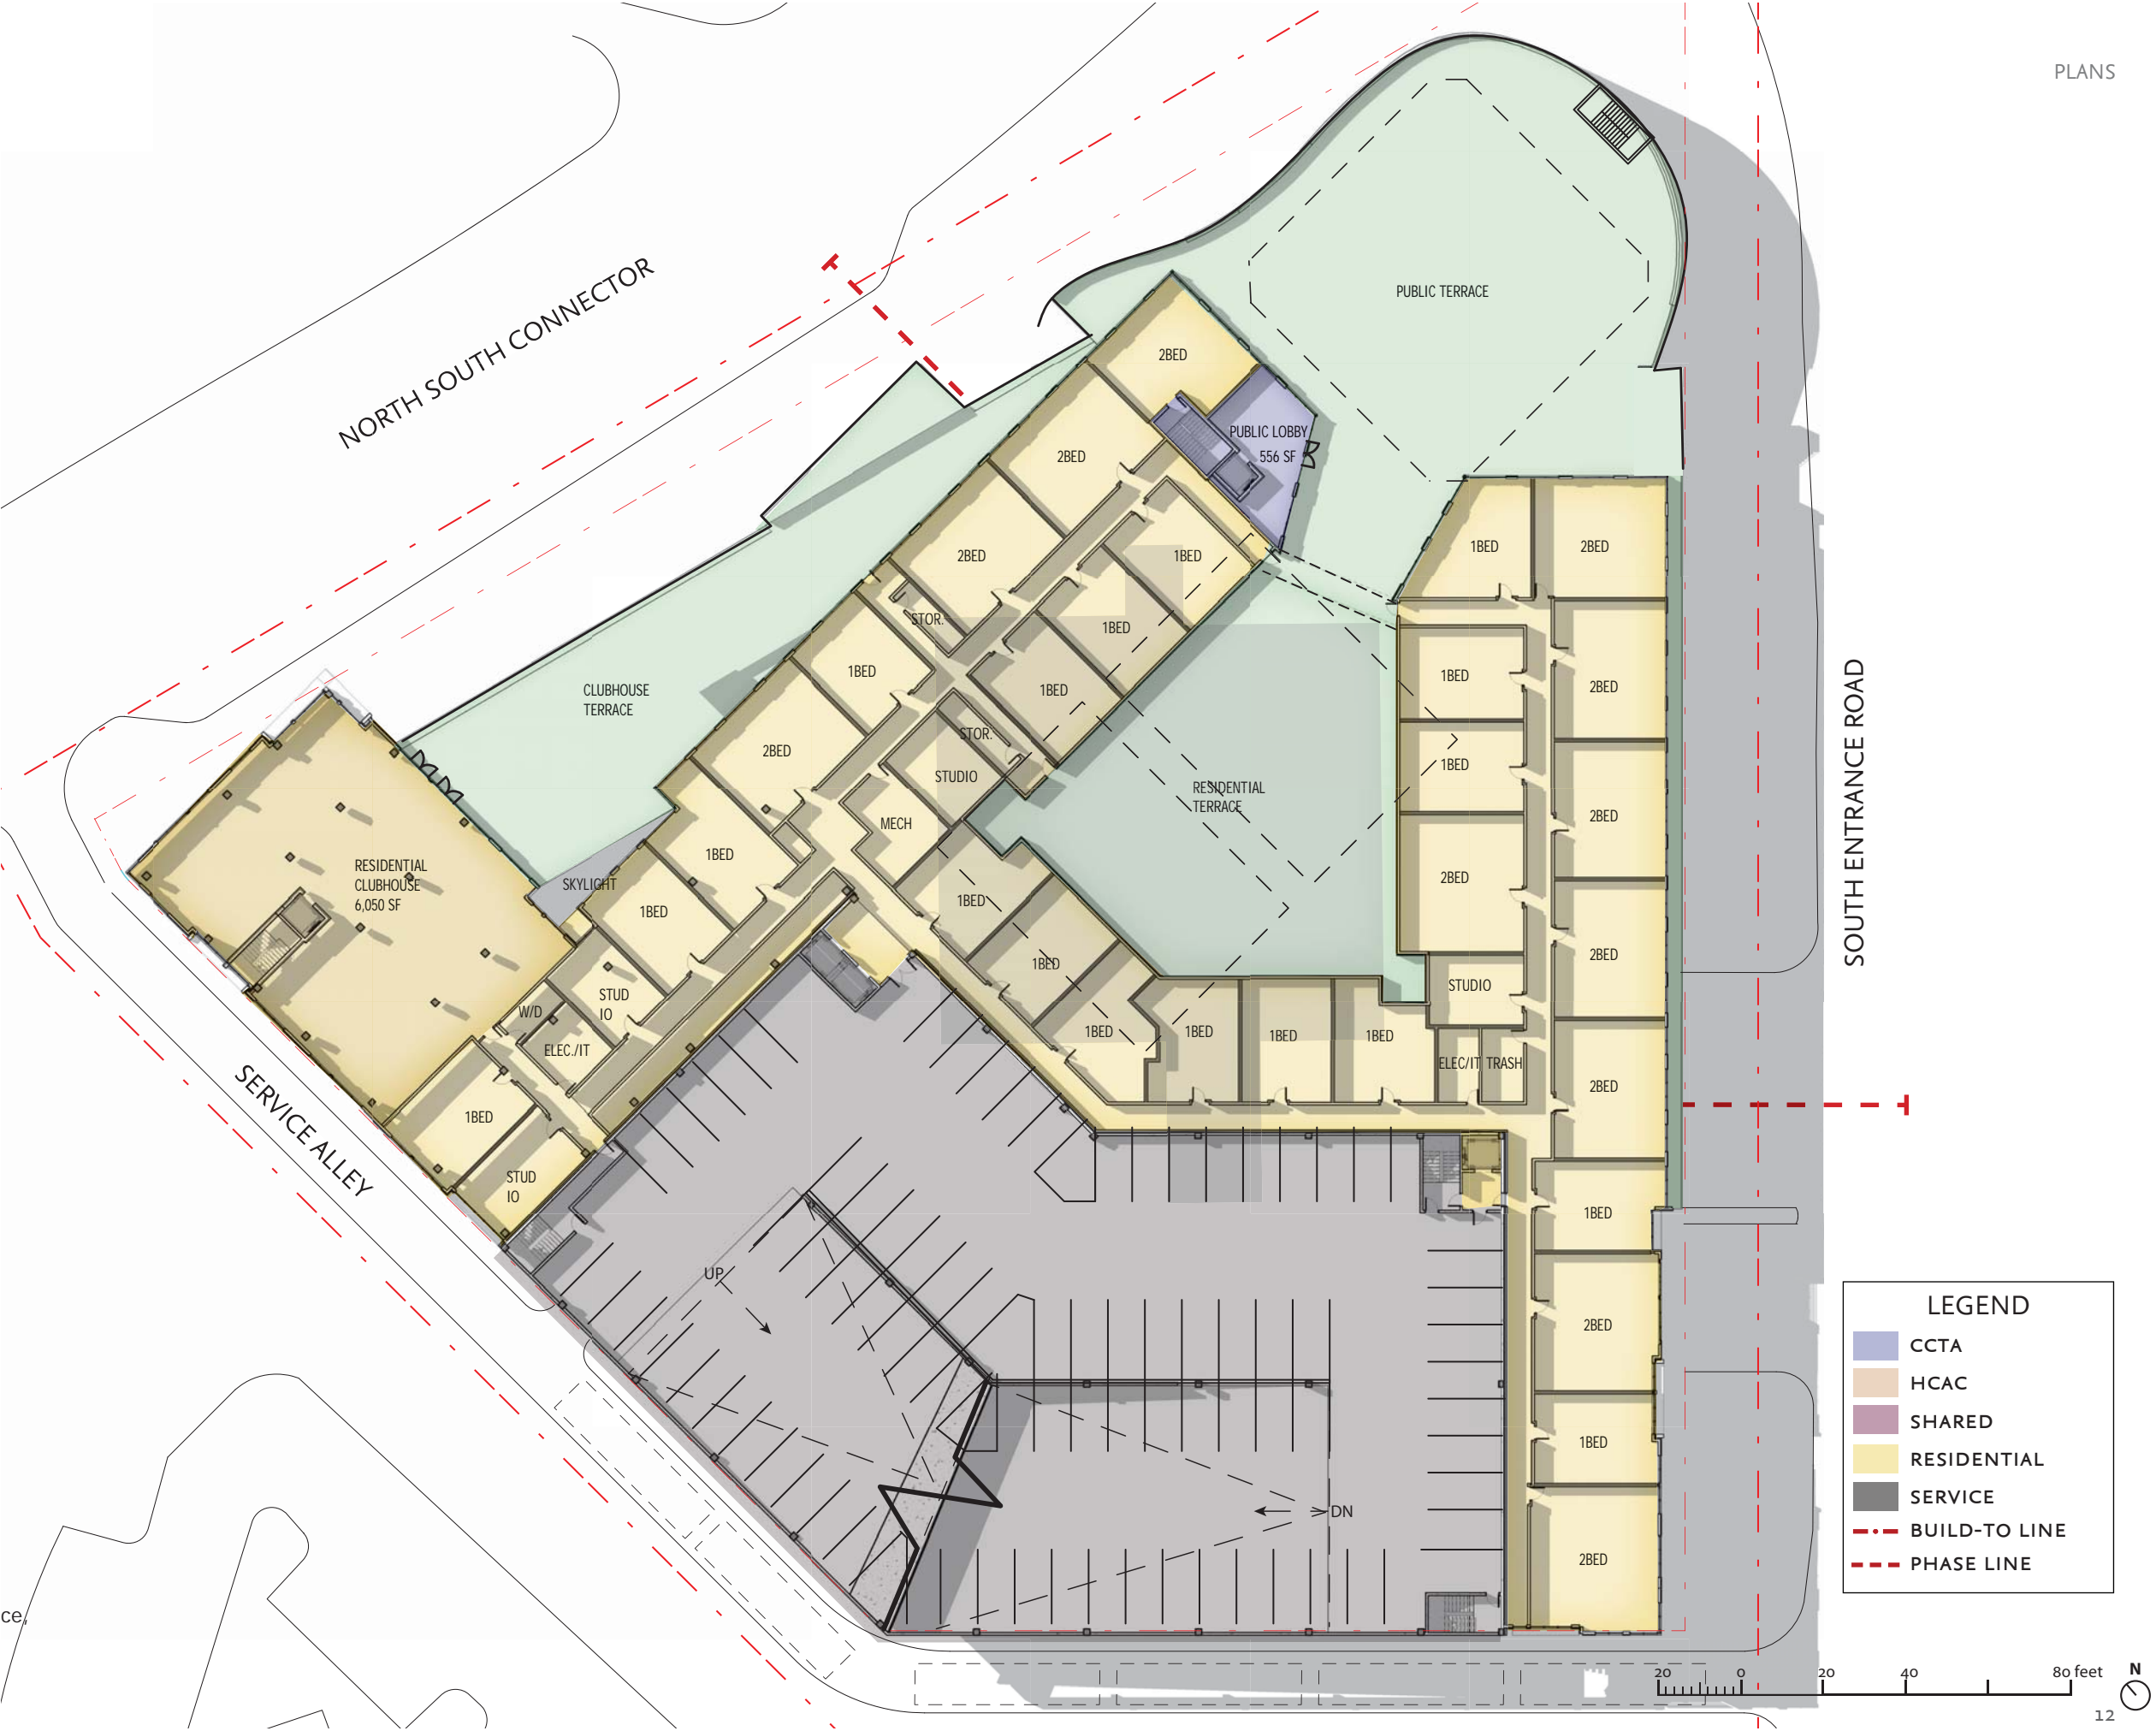 PLANS
NORTH SOUTH CONNECTOR
PUBLIC TERRACE
2BED
PUBLIC LOBBY
556 SF
2BED
2BED
1BED
1BED
2BED
STOR.
1BED
1BED
1BED
1BED
2BED
CLUBHOUSE
TERRACE
STOR.
2BED
STUDIO
1BED
RESIDENTIAL
TERRACE
2BED
MECH
1BED
SKYLIGHT
RESIDENTIAL
CLUBHOUSE
6,050 SF
2BED
1BED
1BED
1BED
2BED
STUD
IO
STUDIO
W/D
ELEC./IT
1BED
1BED
1BED
1BED
ELEC/IT
TRASH
2BED
SOUTH ENTRANCE ROAD
SERVICE ALLEY
1BED
STUD
IO
1BED
UP
2BED
1BED
DN
2BED
LEGEND
CCTA
HCAC
SHARED
RESIDENTIAL
SERVICE
BUILD-TO LINE
PHASE LINE
ce,
20 0 20 40 80 feet
N
12